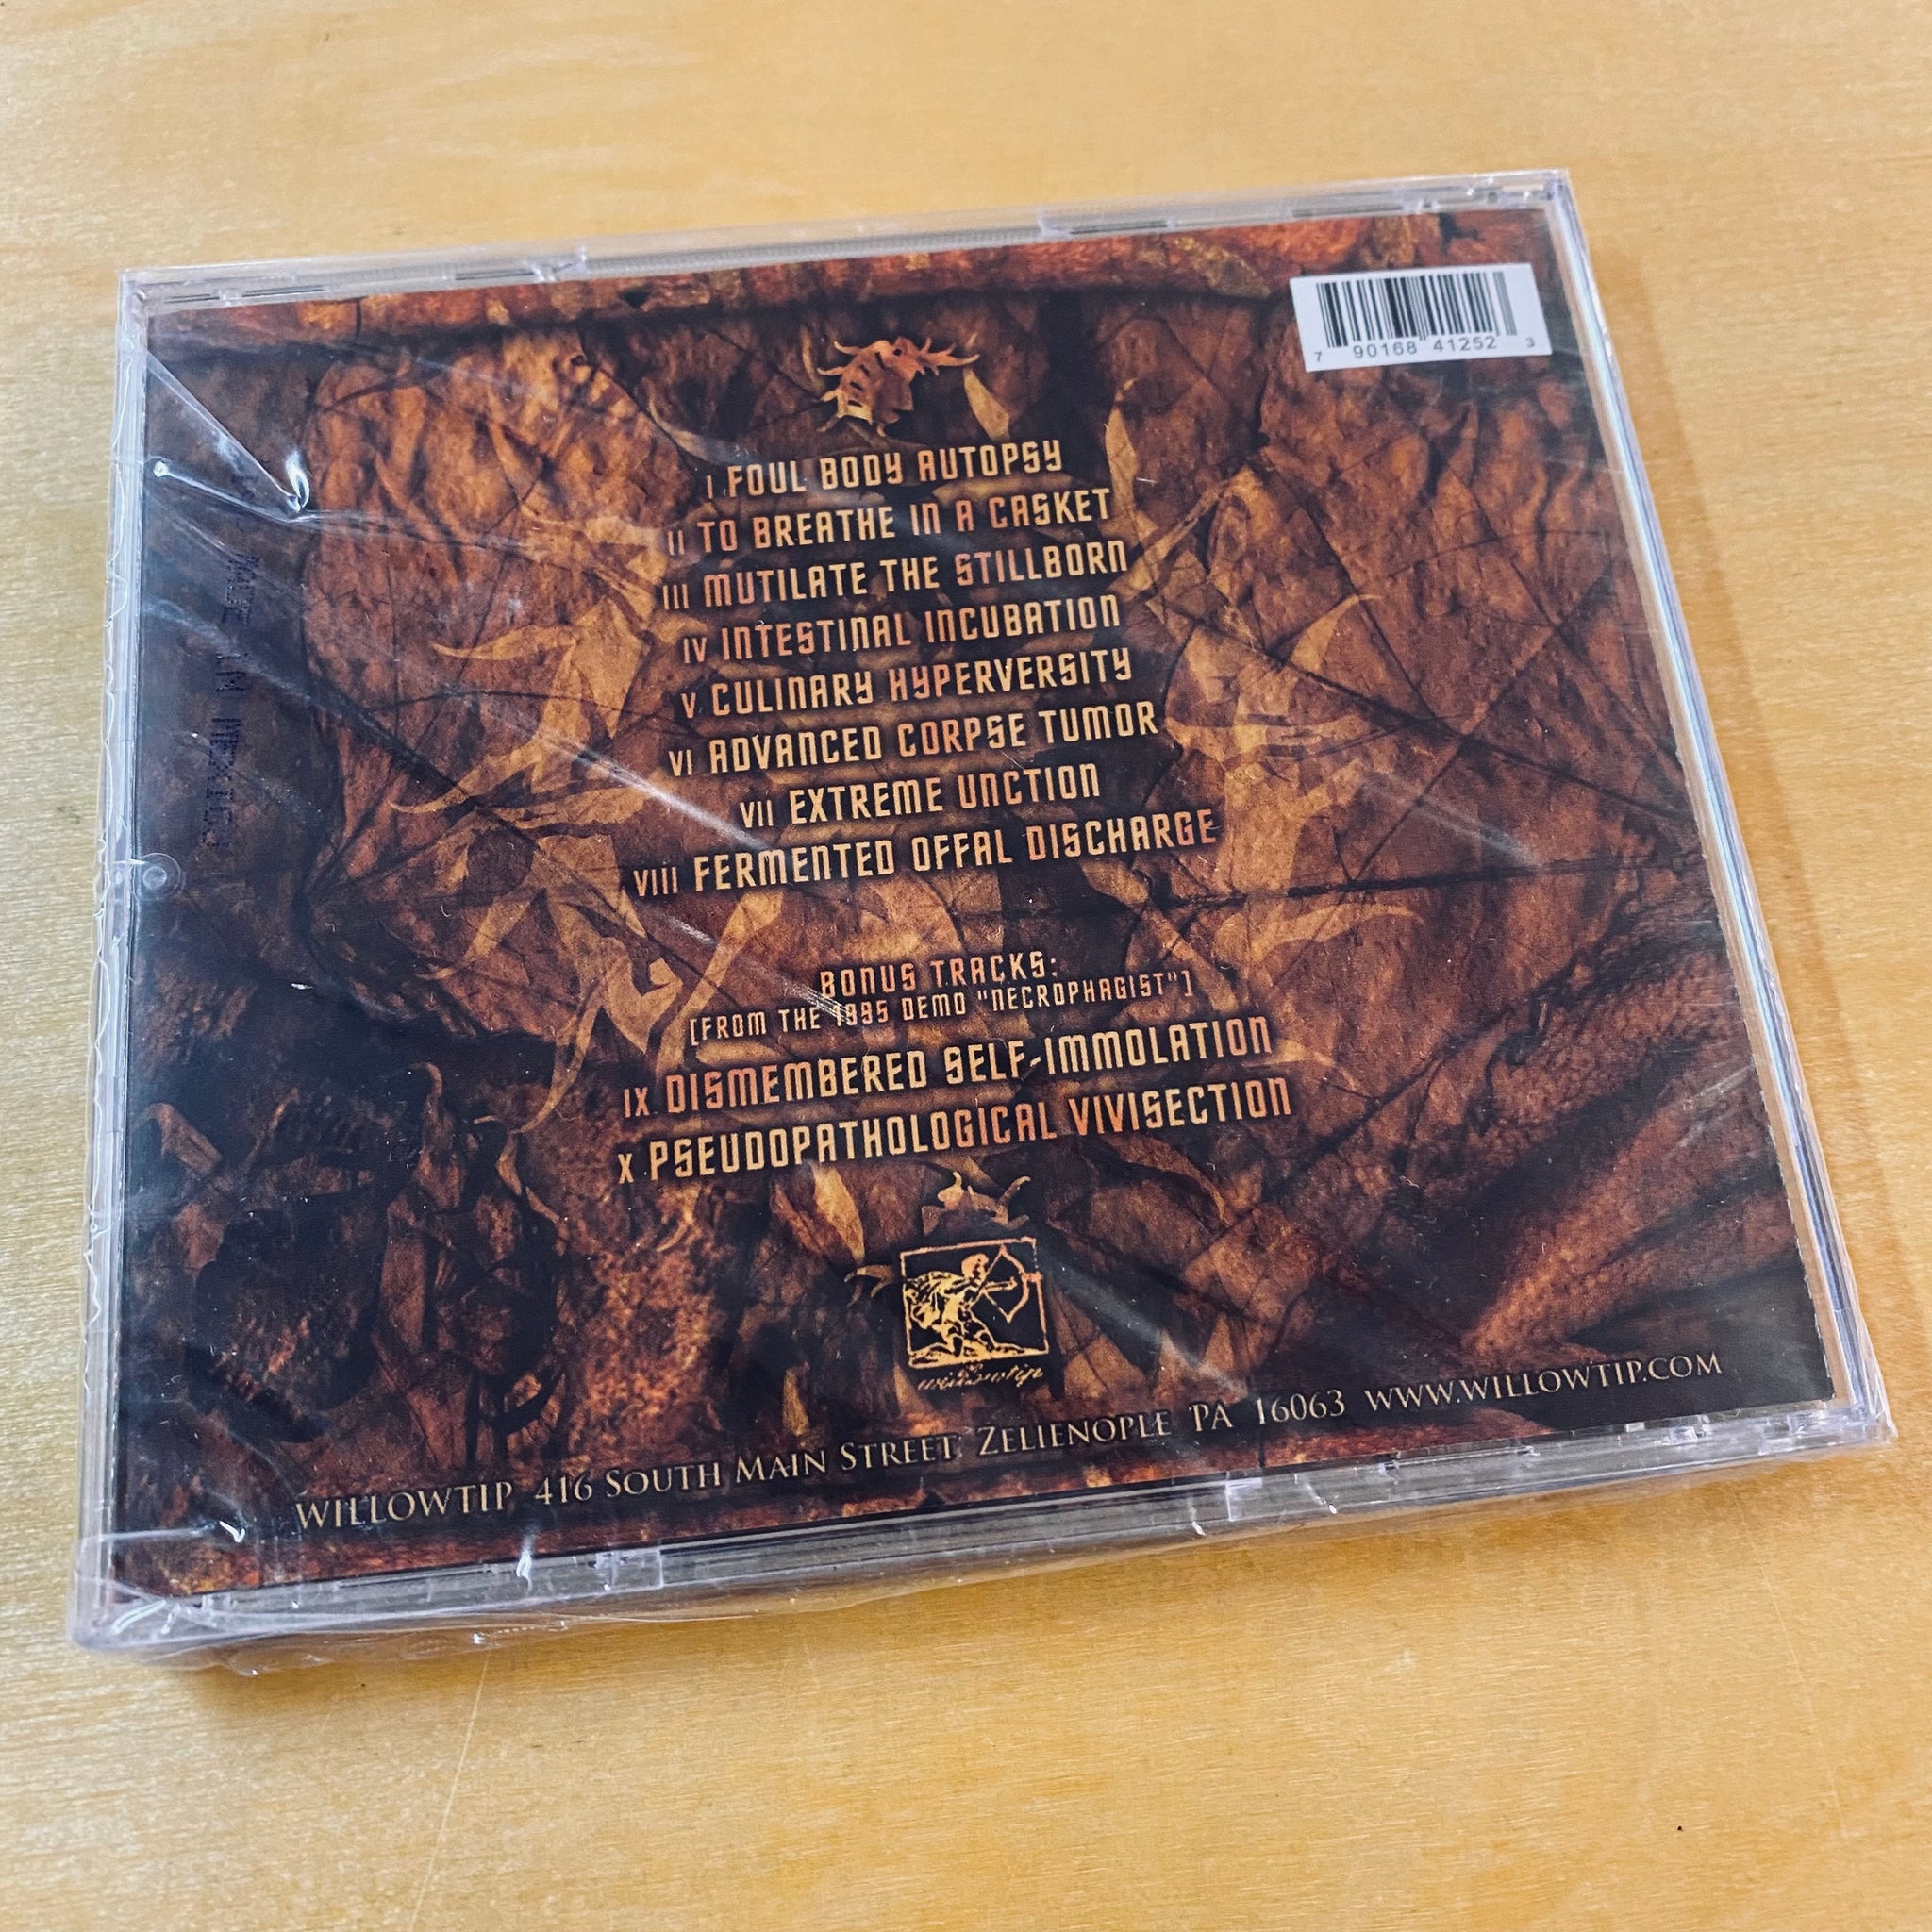 7 90168 41252 3
I FOUL BODY AUTOPSY
II TO BREATHE IN A CASKET
III MUTILATE THE STILLBORN
IV INTESTINAL INCUBATION
V CULINARY HYPERVERSITY
VI ADVANCED CORPSE TUMOR
VII EXTREME UNCTION
VIII FERMENTED OFFAL DISCHARGE
BONUS TRACKS:
[FROM THE 1995 DEMO "NECROPHAGIST"]
IX DISMEMBERED SELF-IMMOLATION
X PSEUDOPATHOLOGICAL VIVISECTION
willowtip
WILLOWTIP 416 SOUTH MAIN STREET ZELIENOPLE PA 16063 WWW.WILLOWTIP.COM